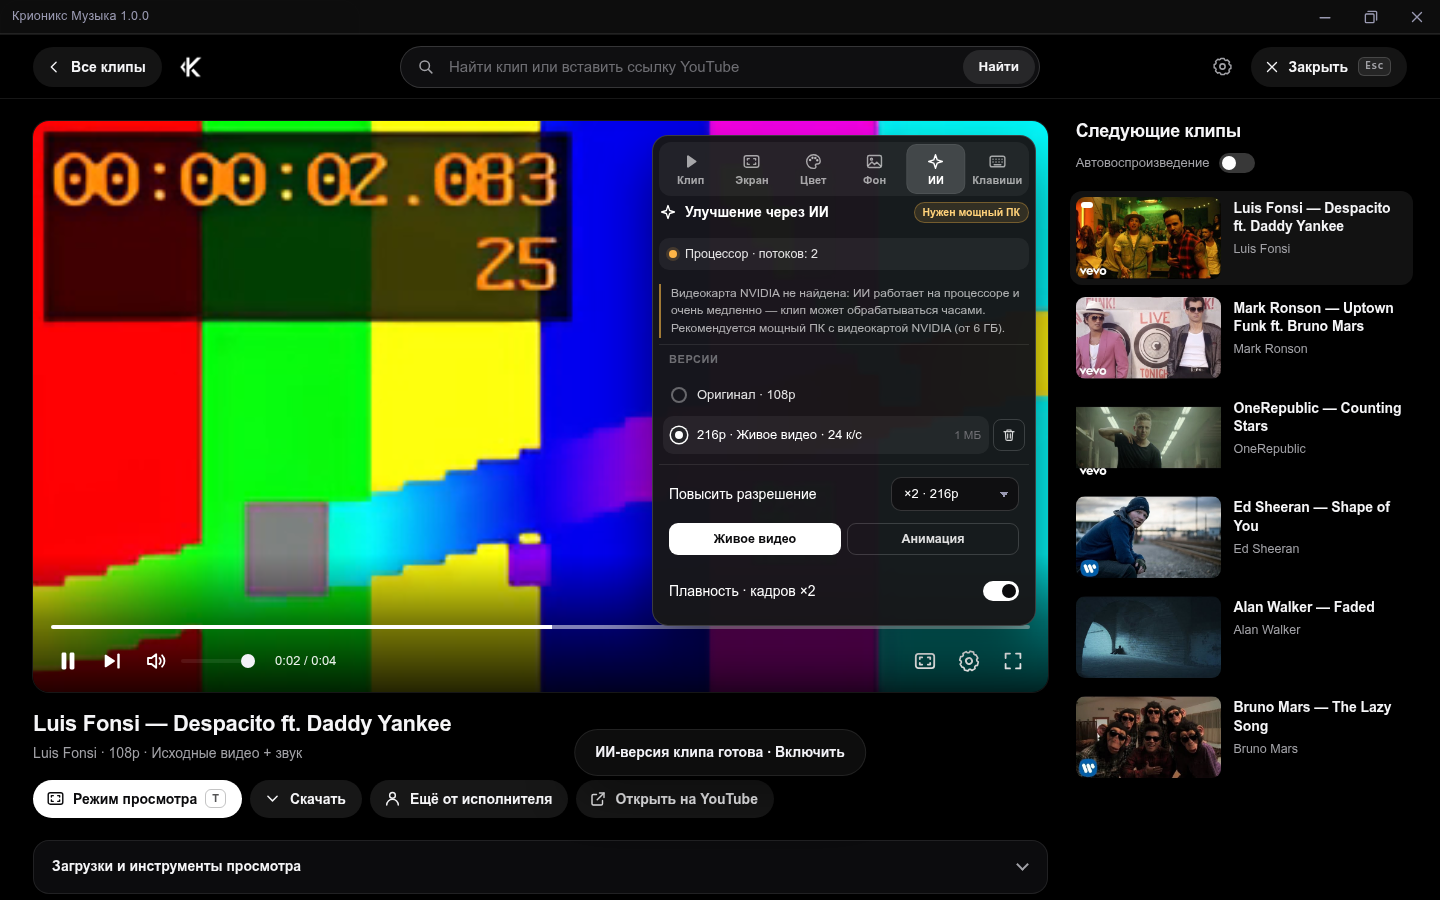 Крионикс Музыка 1.0.0
Все клипы
Найти клип или вставить ссылку YouTube
Найти
Закрыть
Esc
00:00:02.083
25
Клип
Экран
Цвет
Фон
ИИ
Клавиши
Улучшение через ИИ
Нужен мощный ПК
Процессор · потоков: 2
Видеокарта NVIDIA не найдена: ИИ работает на процессоре и
очень медленно — клип может обрабатываться часами.
Рекомендуется мощный ПК с видеокартой NVIDIA (от 6 ГБ).
ВЕРСИИ
Оригинал · 108p
216p · Живое видео · 24 к/с
1 МБ
Повысить разрешение
×2 · 216p
Живое видео
Анимация
Плавность · кадров ×2
0:02 / 0:04
Luis Fonsi — Despacito ft. Daddy Yankee
Luis Fonsi · 108p · Исходные видео + звук
ИИ-версия клипа готова · Включить
Режим просмотра
T
Скачать
Ещё от исполнителя
Открыть на YouTube
Загрузки и инструменты просмотра
Следующие клипы
Автовоспроизведение
vevo
Luis Fonsi — Despacito
ft. Daddy Yankee
Luis Fonsi
LIVE
TONIC
vevo
Mark Ronson — Uptown
Funk ft. Bruno Mars
Mark Ronson
vevo
OneRepublic — Counting
Stars
OneRepublic
Ed Sheeran — Shape of
You
Ed Sheeran
Alan Walker — Faded
Alan Walker
Bruno Mars — The Lazy
Song
Bruno Mars